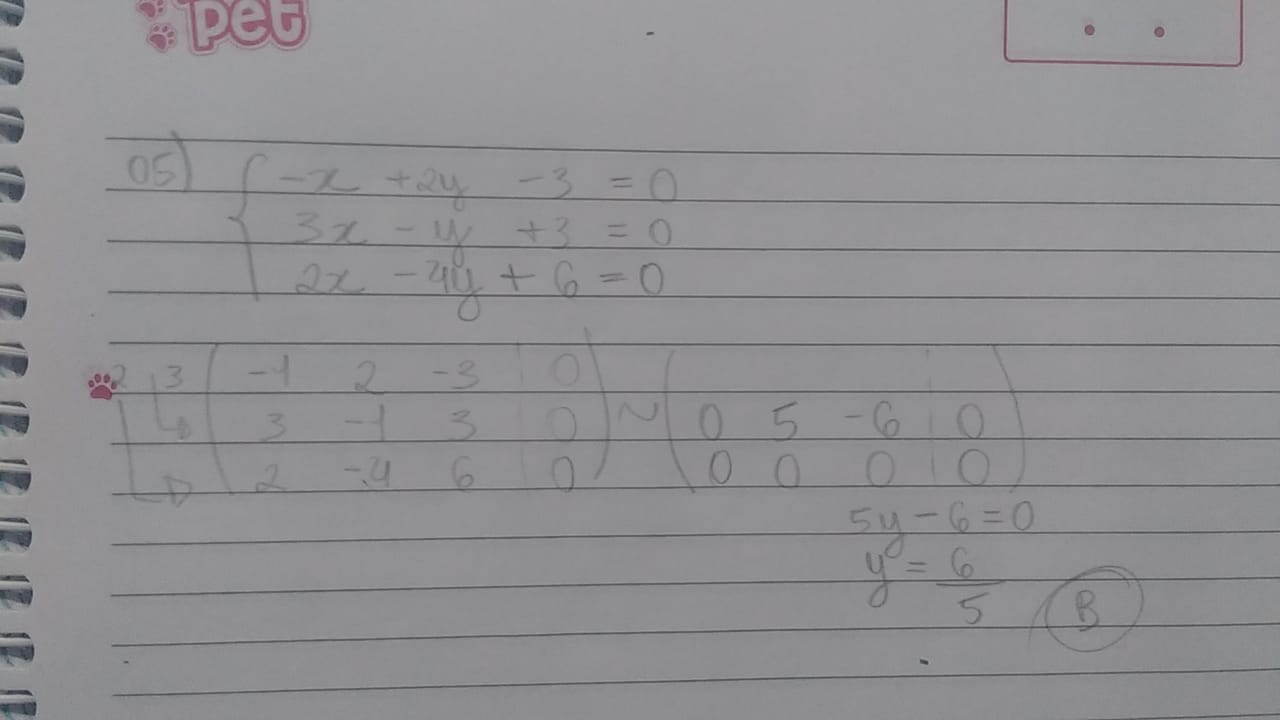 pet
05) { -x + 2y - 3 = 0
3x - y + 3 = 0
2x - 4y + 6 = 0
2 3 ( -1 2 -3 | 0 ) ~ (
3 -1 3 | 0 0 5 -6 | 0
2 -4 6 | 0 0 0 0 | 0 )
5y - 6 = 0
y = 6/5 B